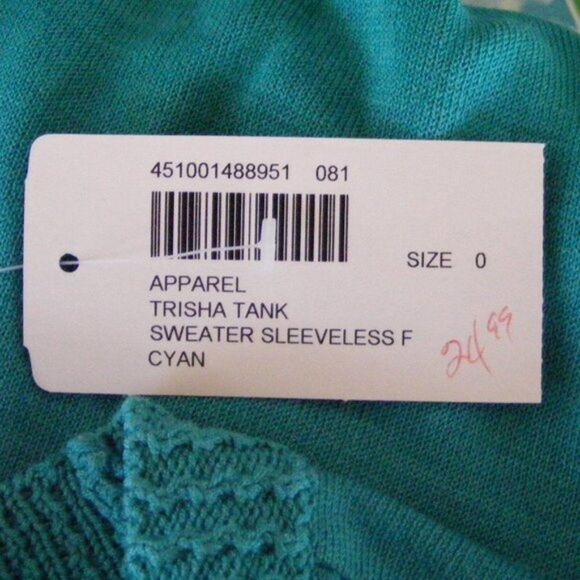 451001488951 081
SIZE 0
APPAREL
TRISHA TANK
SWEATER SLEEVELESS F
CYAN
24 99